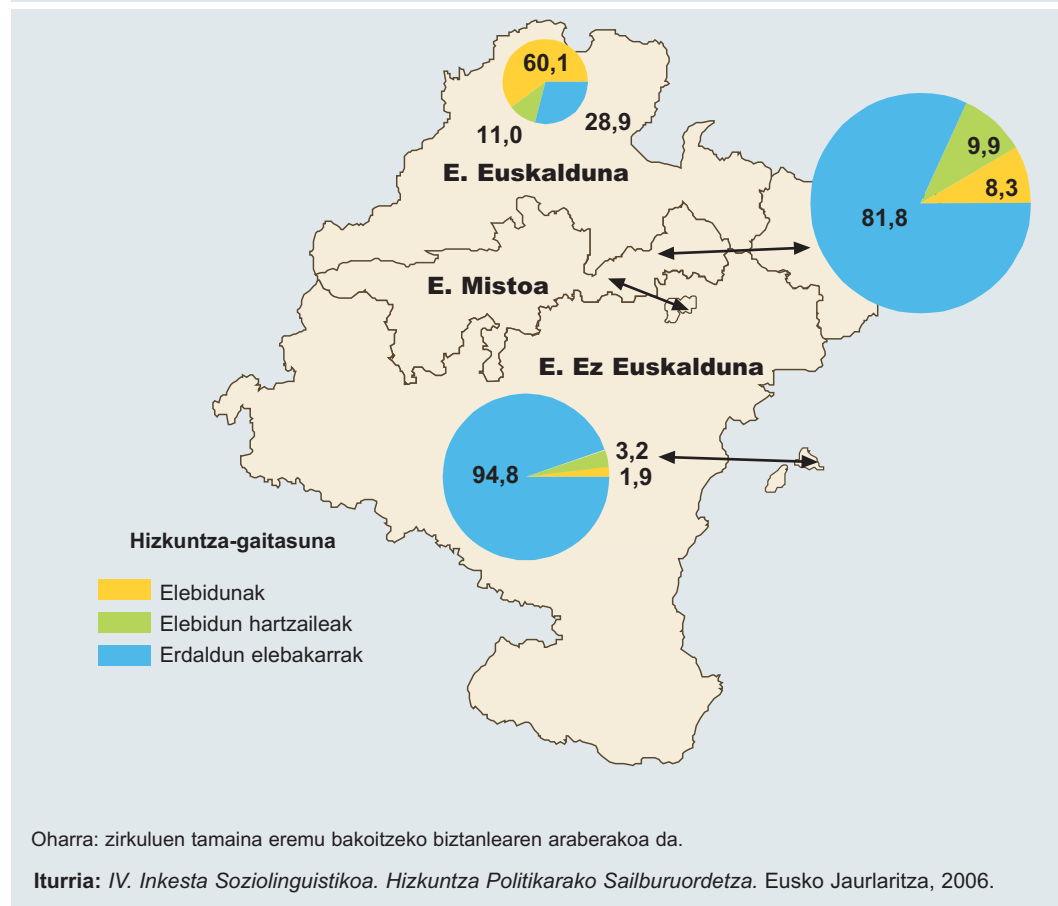 60,1
11,0
28,9
E. Euskalduna
9,9
8,3
81,8
E. Mistoa
E. Ez Euskalduna
94,8
3,2
1,9
Hizkuntza-gaitasuna
Elebidunak
Elebidun hartzaileak
Erdaldun elebakarrak
Oharra: zirkuluen tamaina eremu bakoitzeko biztanlearen araberakoa da.
Iturria: IV. Inkesta Soziolinguistikoa. Hizkuntza Politikarako Sailburuordetza. Eusko Jaurlaritza, 2006.